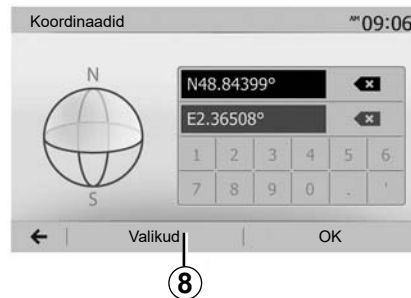 Koordinaadid
AM 09:06
N
S
N48.84399°
E2.36508°
1 2 3 4 5 6
7 8 9 0 . '
Valikud
OK
8